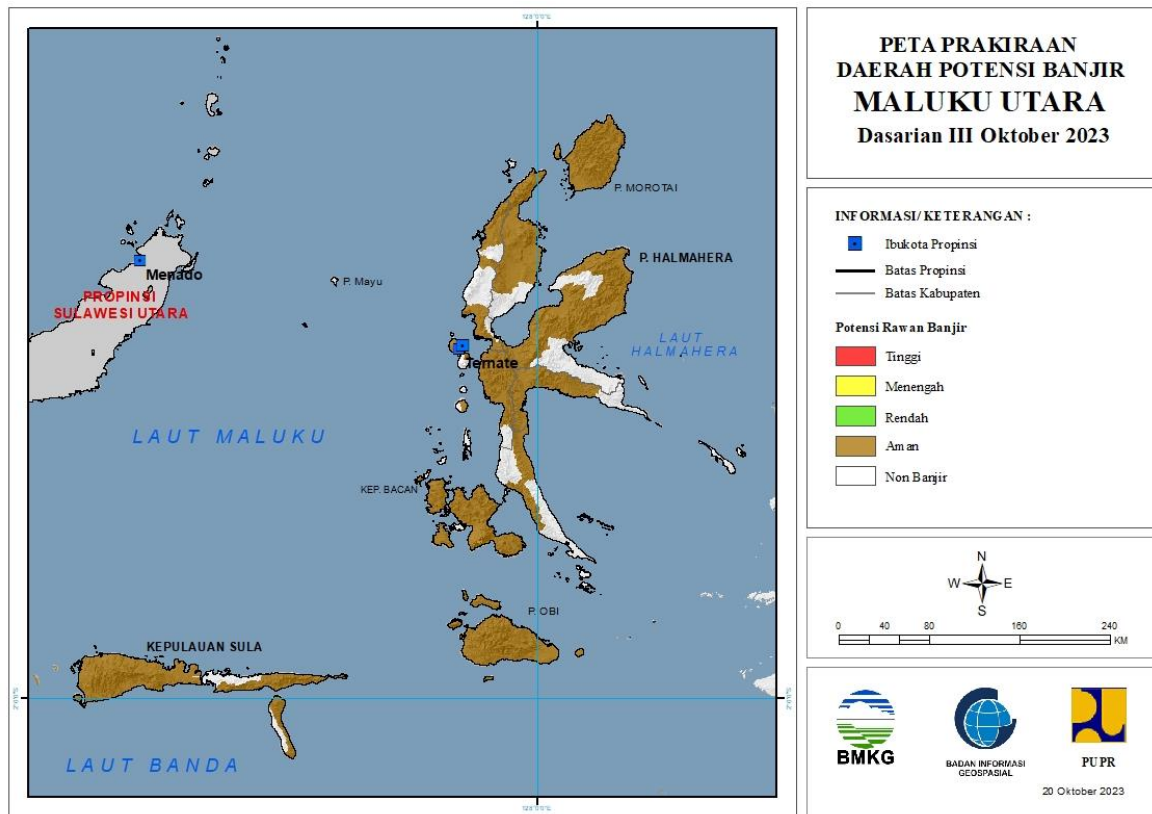 PETA PRAKIRAAN
DAERAH POTENSI BANJIR
MALUKU UTARA
Dasarian III Oktober 2023
INFORMASI/ KETERANGAN :
Ibukota Propinsi
Batas Propinsi
Batas Kabupaten
Potensi Rawan Banjir
Tinggi
Menengah
Rendah
Aman
Non Banjir
N
W E
S
0 40 80 160 240
KM
BMKG
BADAN INFORMASI
GEOSPASIAL
PUPR
20 Oktober 2023
P. MOROTAI
P. HALMAHERA
Menado
P. Mayu
PROPINSI
SULAWESI UTARA
LAUT
HALMAHERA
Ternate
LAUT MALUKU
KEP. BACAN
P. OBI
KEPULAUAN SULA
LAUT BANDA